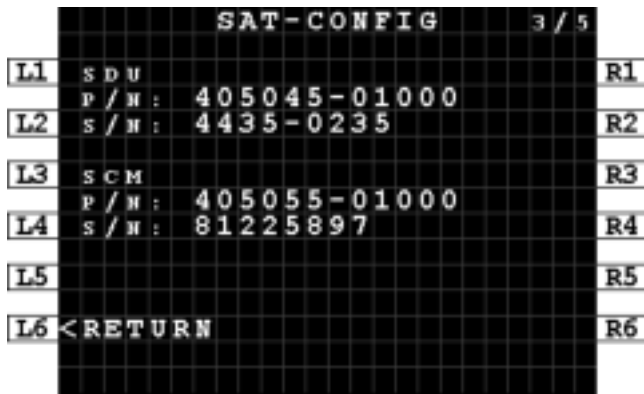 SAT-CONFIG 3/5
L1 SDU R1
P/N: 405045-01000
L2 S/N: 4435-0235 R2
L3 SCM R3
P/N: 405055-01000
L4 S/N: 81225897 R4
L5 R5
L6 <RETURN R6